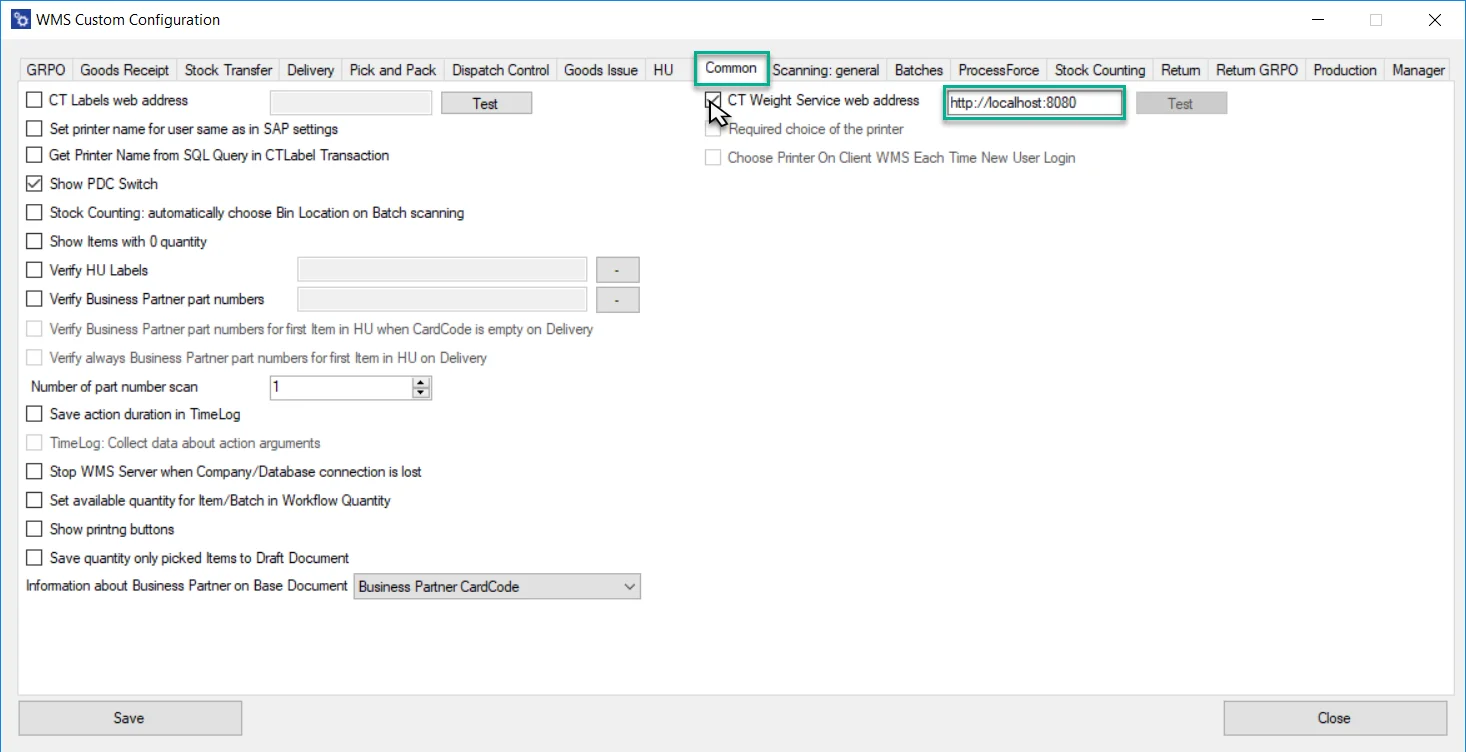 WMS Custom Configuration
GRPO Goods Receipt Stock Transfer Delivery Pick and Pack Dispatch Control Goods Issue HU Common Scanning: general Batches ProcessForce Stock Counting Return Return GRPO Production Manager
CT Labels web address Test
Set printer name for user same as in SAP settings
Get Printer Name from SQL Query in CTLabel Transaction
Show PDC Switch
Stock Counting: automatically choose Bin Location on Batch scanning
Show Items with 0 quantity
Verify HU Labels -
Verify Business Partner part numbers -
Verify Business Partner part numbers for first Item in HU when CardCode is empty on Delivery
Verify always Business Partner part numbers for first Item in HU on Delivery
Number of part number scan 1
Save action duration in TimeLog
TimeLog: Collect data about action arguments
Stop WMS Server when Company/Database connection is lost
Set available quantity for Item/Batch in Workflow Quantity
Show printng buttons
Save quantity only picked Items to Draft Document
Information about Business Partner on Base Document Business Partner CardCode
CT Weight Service web address http://localhost:8080 Test
Required choice of the printer
Choose Printer On Client WMS Each Time New User Login
Save Close